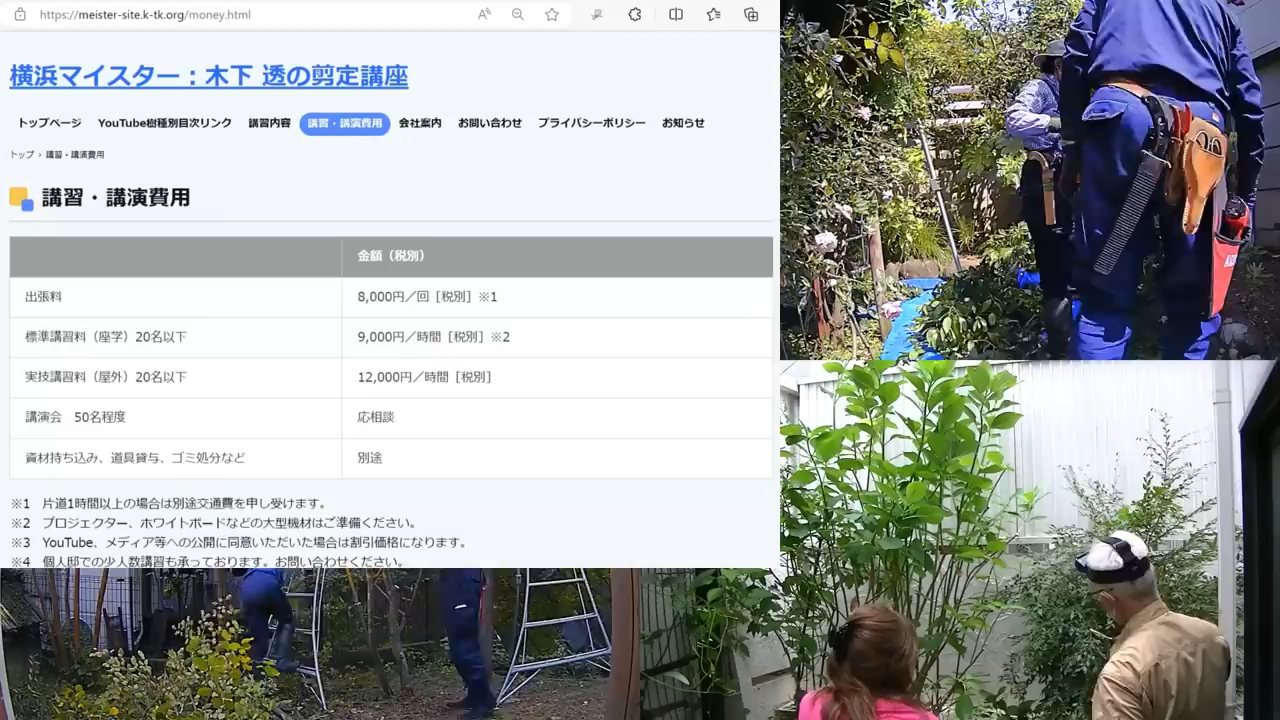 https://meister-site.k-tk.org/money.html
横浜マイスター：木下 透の剪定講座
トップページ YouTube樹種別目次リンク 講習内容 講習・講演費用 会社案内 お問い合わせ プライバシーポリシー お知らせ
トップ › 講習・講演費用
講習・講演費用
金額（税別）
出張料 8,000円／回［税別］※1
標準講習料（座学）20名以下 9,000円／時間［税別］※2
実技講習料（屋外）20名以下 12,000円／時間［税別］
講演会 50名程度 応相談
資材持ち込み、道具貸与、ゴミ処分など 別途
※1 片道1時間以上の場合は別途交通費を申し受けます。
※2 プロジェクター、ホワイトボードなどの大型機材はご準備ください。
※3 YouTube、メディア等への公開に同意いただいた場合は割引価格になります。
※4 個人邸での少人数講習も承っております。お問い合わせください。